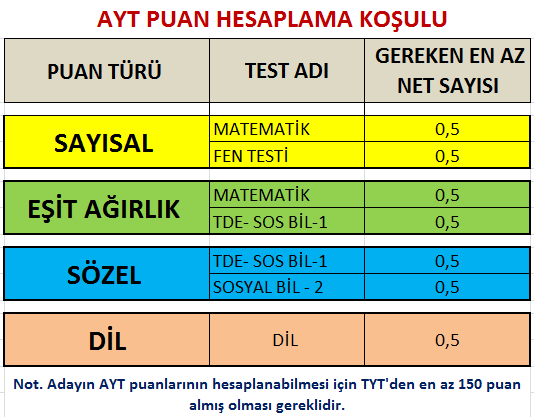 AYT PUAN HESAPLAMA KOŞULU
PUAN TÜRÜ
TEST ADI
GEREKEN EN AZ
NET SAYISI
SAYISAL
MATEMATİK
0,5
FEN TESTİ
0,5
EŞİT AĞIRLIK
MATEMATİK
0,5
TDE- SOS BİL-1
0,5
SÖZEL
TDE- SOS BİL-1
0,5
SOSYAL BİL - 2
0,5
DİL
DİL
0,5
Not. Adayın AYT puanlarının hesaplanabilmesi için TYT'den en az 150 puan
almış olması gereklidir.